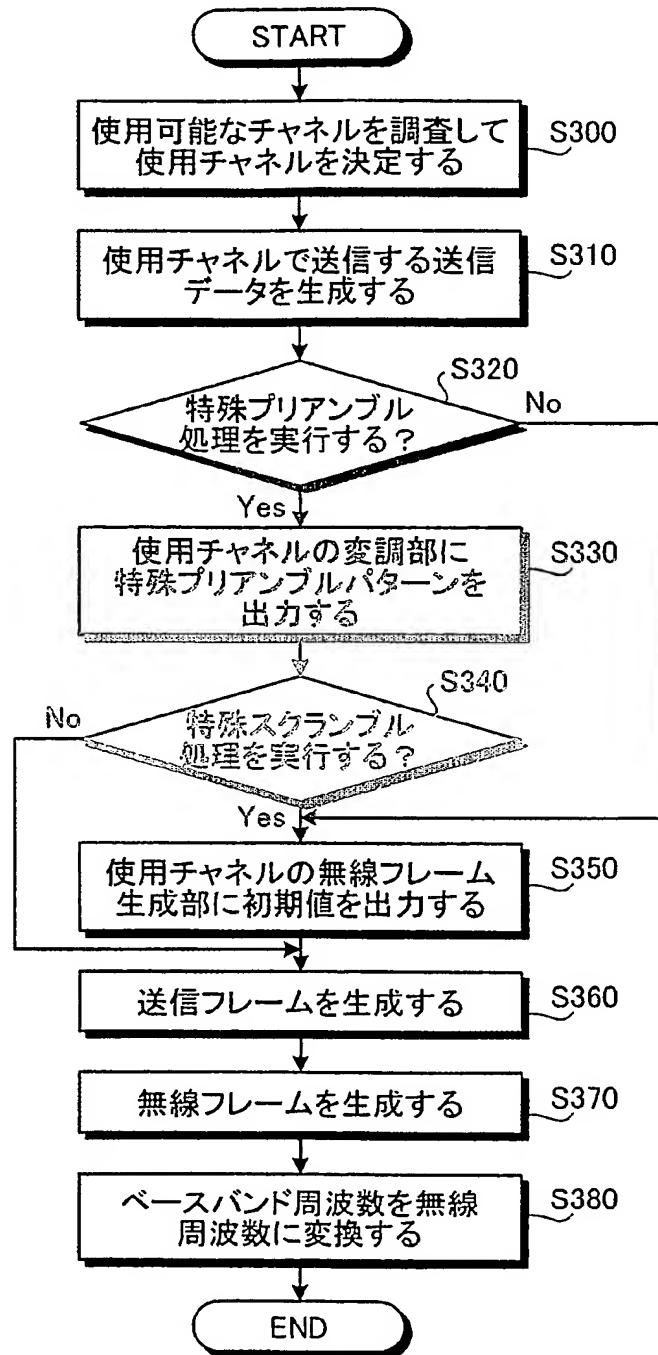 START
使用可能なチャネルを調査して
使用チャネルを決定する
S300
使用チャネルで送信する送信
データを生成する
S310
S320
特殊プリアンブル
処理を実行する?
No
Yes
使用チャネルの変調部に
特殊プリアンブルパターンを
出力する
S330
S340
No
特殊スクランブル
処理を実行する?
Yes
使用チャネルの無線フレーム
生成部に初期値を出力する
S350
送信フレームを生成する
S360
無線フレームを生成する
S370
ベースバンド周波数を無線
周波数に変換する
S380
END